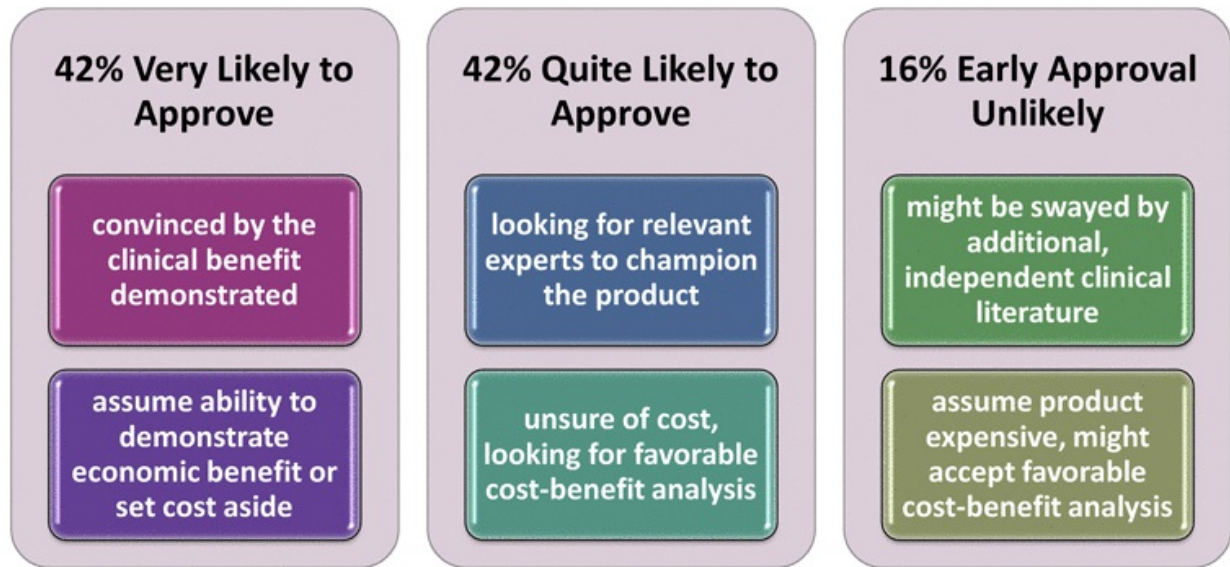 42% Very Likely to
Approve
convinced by the
clinical benefit
demonstrated
assume ability to
demonstrate
economic benefit or
set cost aside
42% Quite Likely to
Approve
looking for relevant
experts to champion
the product
unsure of cost,
looking for favorable
cost-benefit analysis
16% Early Approval
Unlikely
might be swayed by
additional,
independent clinical
literature
assume product
expensive, might
accept favorable
cost-benefit analysis